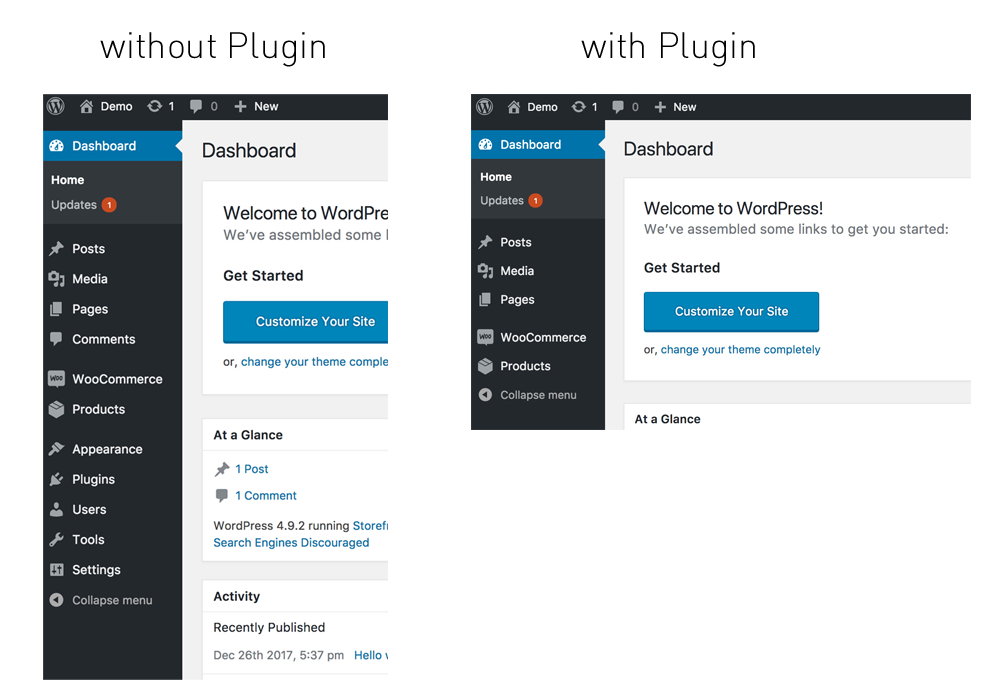 without Plugin
Demo 1 0 New
Dashboard
Home
Updates 1
Posts
Media
Pages
Comments
WooCommerce
Products
Appearance
Plugins
Users
Tools
Settings
Collapse menu
Dashboard
Welcome to WordPre
We've assembled some l
Get Started
Customize Your Site
or, change your theme comple
At a Glance
1 Post
1 Comment
WordPress 4.9.2 running Storefr
Search Engines Discouraged
Activity
Recently Published
Dec 26th 2017, 5:37 pm Hello
with Plugin
Demo 1 0 New
Dashboard
Home
Updates 1
Posts
Media
Pages
WooCommerce
Products
Collapse menu
Dashboard
Welcome to WordPress!
We've assembled some links to get you started:
Get Started
Customize Your Site
or, change your theme completely
At a Glance